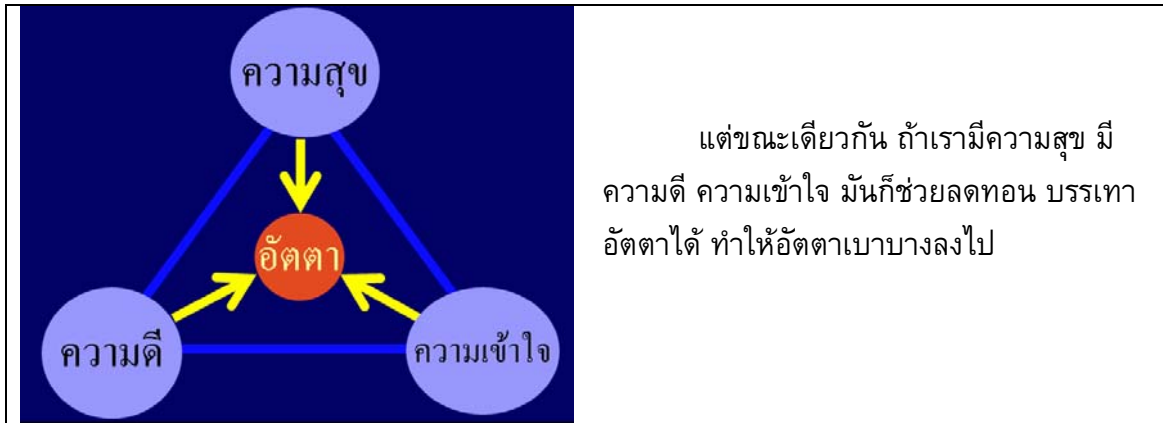 ความสุข
อัตตา
ความดี
ความเข้าใจ
แต่ขณะเดียวกัน ถ้าเรามีความสุข มี
ความดี ความเข้าใจ มันก็ช่วยลดทอน บรรเทา
อัตตาได้ ทำให้อัตตาเบาบางลงไป